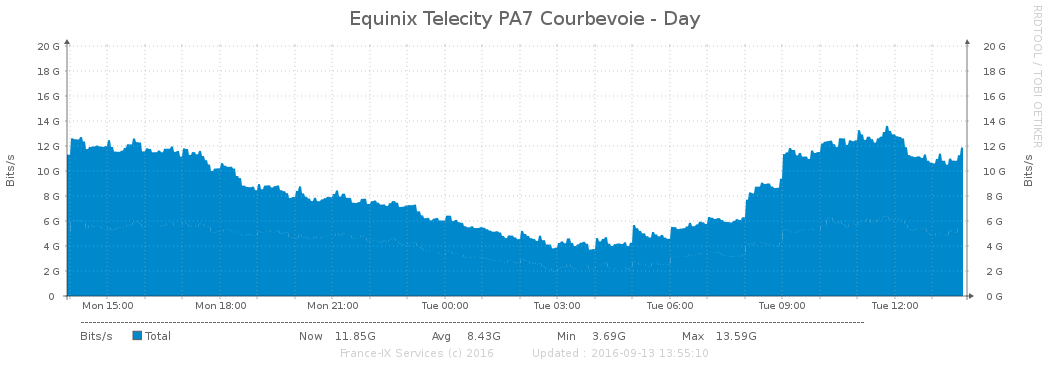 Equinix Telecity PA7 Courbevoie - Day
RRDTOOL / TOBI OETIKER
Bits/s
20 G 20 G
18 G 18 G
16 G 16 G
14 G 14 G
12 G 12 G
10 G 10 G
8 G 8 G
6 G 6 G
4 G 4 G
2 G 2 G
0 0 G
Bits/s
Mon 15:00 Mon 18:00 Mon 21:00 Tue 00:00 Tue 03:00 Tue 06:00 Tue 09:00 Tue 12:00
Bits/s Total Now 11.85G Avg 8.43G Min 3.69G Max 13.59G
France-IX Services (c) 2016 Updated : 2016-09-13 13:55:10